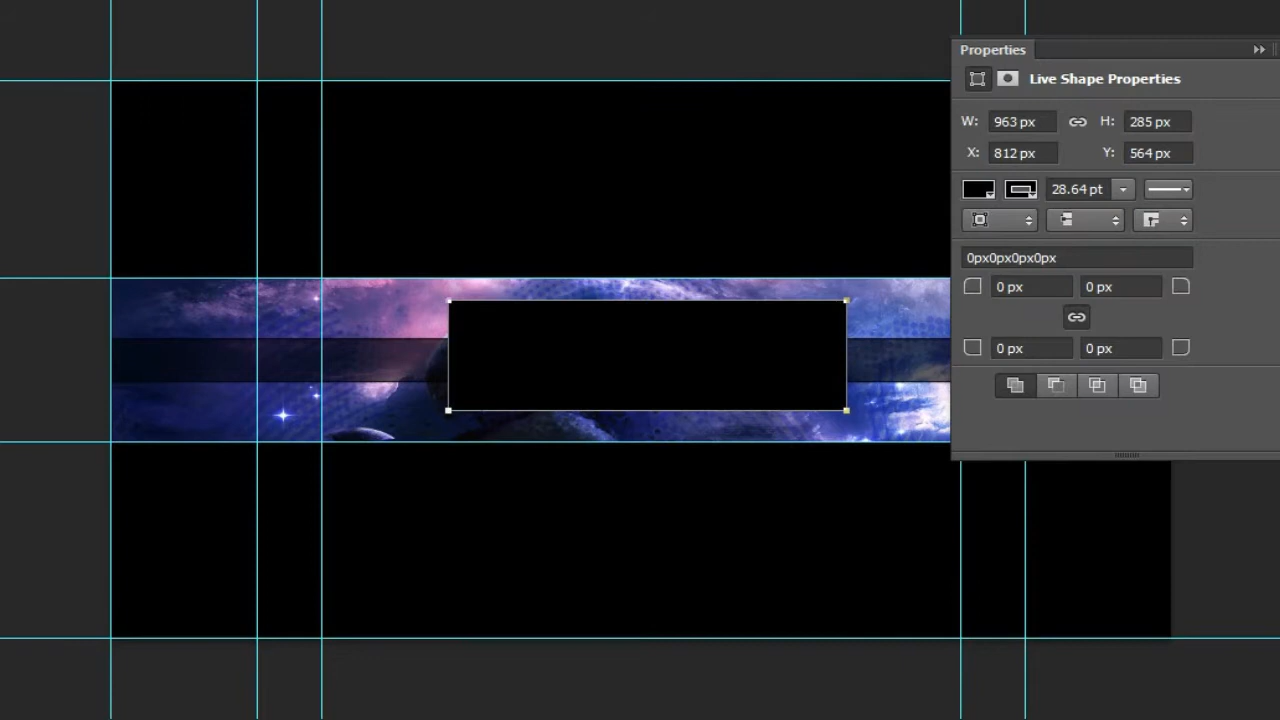 Properties
Live Shape Properties
W: 963 px H: 285 px
X: 812 px Y: 564 px
28.64 pt
0px0px0px0px
0 px 0 px
0 px 0 px